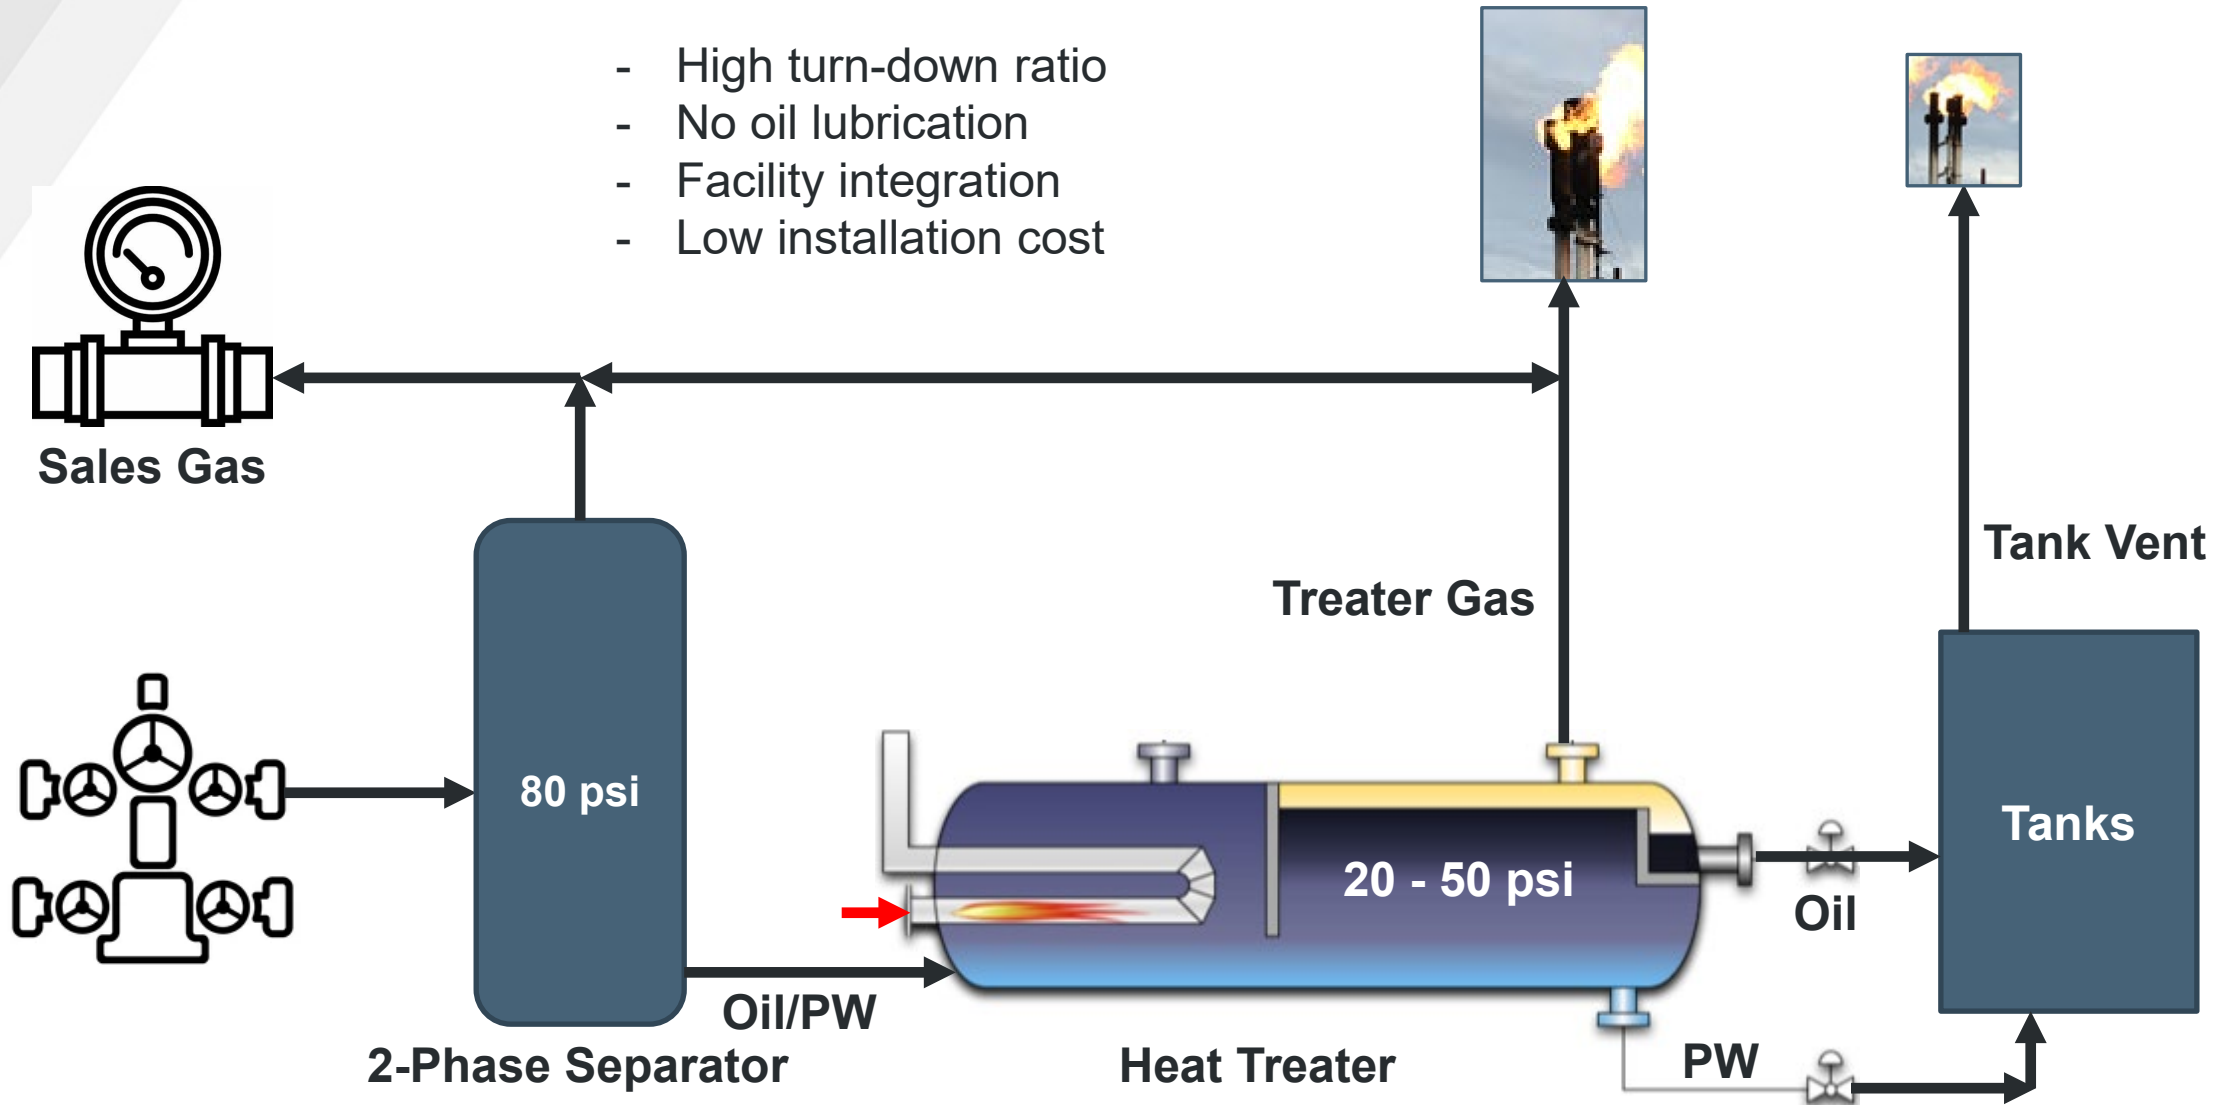 - High turn-down ratio
- No oil lubrication
- Facility integration
- Low installation cost
Sales Gas
Tank Vent
Treater Gas
80 psi
20 - 50 psi
Tanks
Oil
Oil/PW
2-Phase Separator
Heat Treater
PW